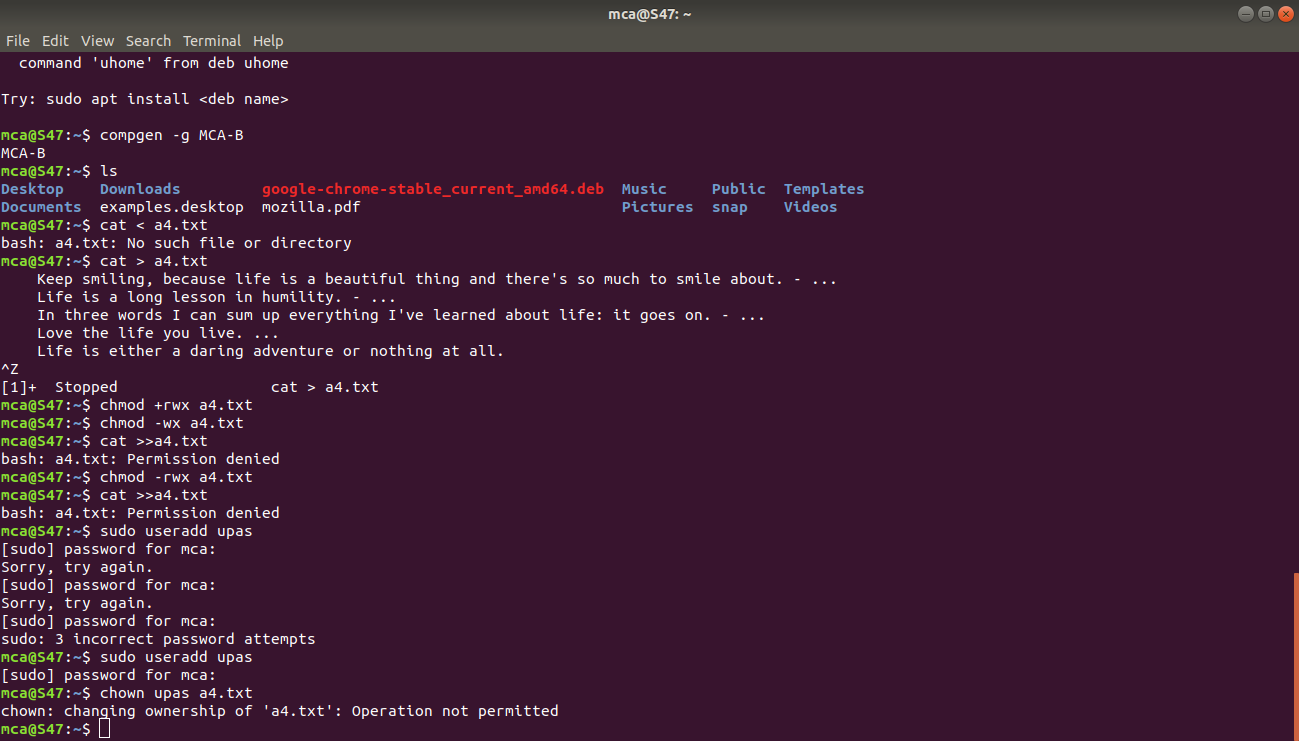 mca@S47: ~
File Edit View Search Terminal Help
command 'uhome' from deb uhome
Try: sudo apt install <deb name>
mca@S47:~$ compgen -g MCA-B
MCA-B
mca@S47:~$ ls
Desktop Downloads google-chrome-stable_current_amd64.deb Music Public Templates
Documents examples.desktop mozilla.pdf Pictures snap Videos
mca@S47:~$ cat < a4.txt
bash: a4.txt: No such file or directory
mca@S47:~$ cat > a4.txt
Keep smiling, because life is a beautiful thing and there's so much to smile about. - ...
Life is a long lesson in humility. - ...
In three words I can sum up everything I've learned about life: it goes on. - ...
Love the life you live. ...
Life is either a daring adventure or nothing at all.
^Z
[1]+ Stopped cat > a4.txt
mca@S47:~$ chmod +rwx a4.txt
mca@S47:~$ chmod -wx a4.txt
mca@S47:~$ cat >>a4.txt
bash: a4.txt: Permission denied
mca@S47:~$ chmod -rwx a4.txt
mca@S47:~$ cat >>a4.txt
bash: a4.txt: Permission denied
mca@S47:~$ sudo useradd upas
[sudo] password for mca:
Sorry, try again.
[sudo] password for mca:
Sorry, try again.
[sudo] password for mca:
sudo: 3 incorrect password attempts
mca@S47:~$ sudo useradd upas
[sudo] password for mca:
mca@S47:~$ chown upas a4.txt
chown: changing ownership of 'a4.txt': Operation not permitted
mca@S47:~$